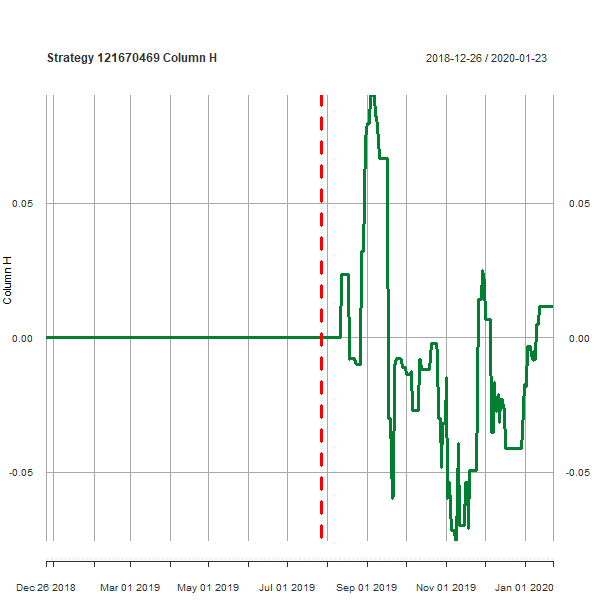 Strategy 121670469 Column H
2018-12-26 / 2020-01-23
0.05
0.05
Column H
0.00
0.00
-0.05
-0.05
Dec 26 2018
Mar 01 2019
May 01 2019
Jul 01 2019
Sep 01 2019
Nov 01 2019
Jan 01 2020